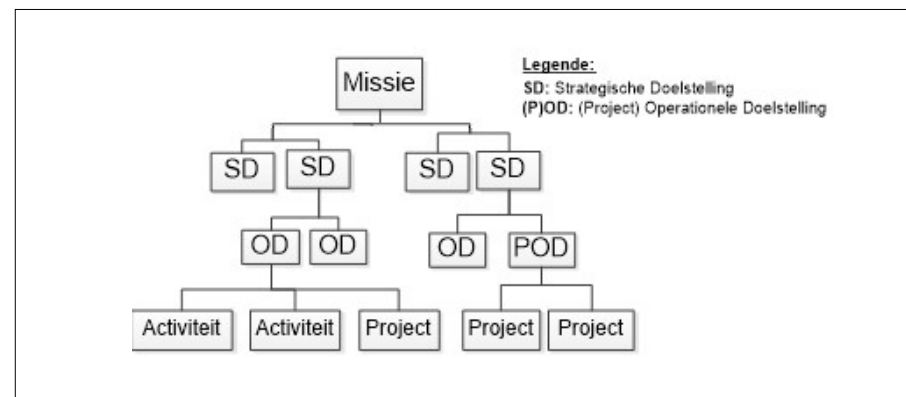 Missie
Legende:
SD: Strategische Doelstelling
(P)OD: (Project) Operationele Doelstelling
SD SD SD SD
OD OD OD POD
Activiteit Activiteit Project Project Project